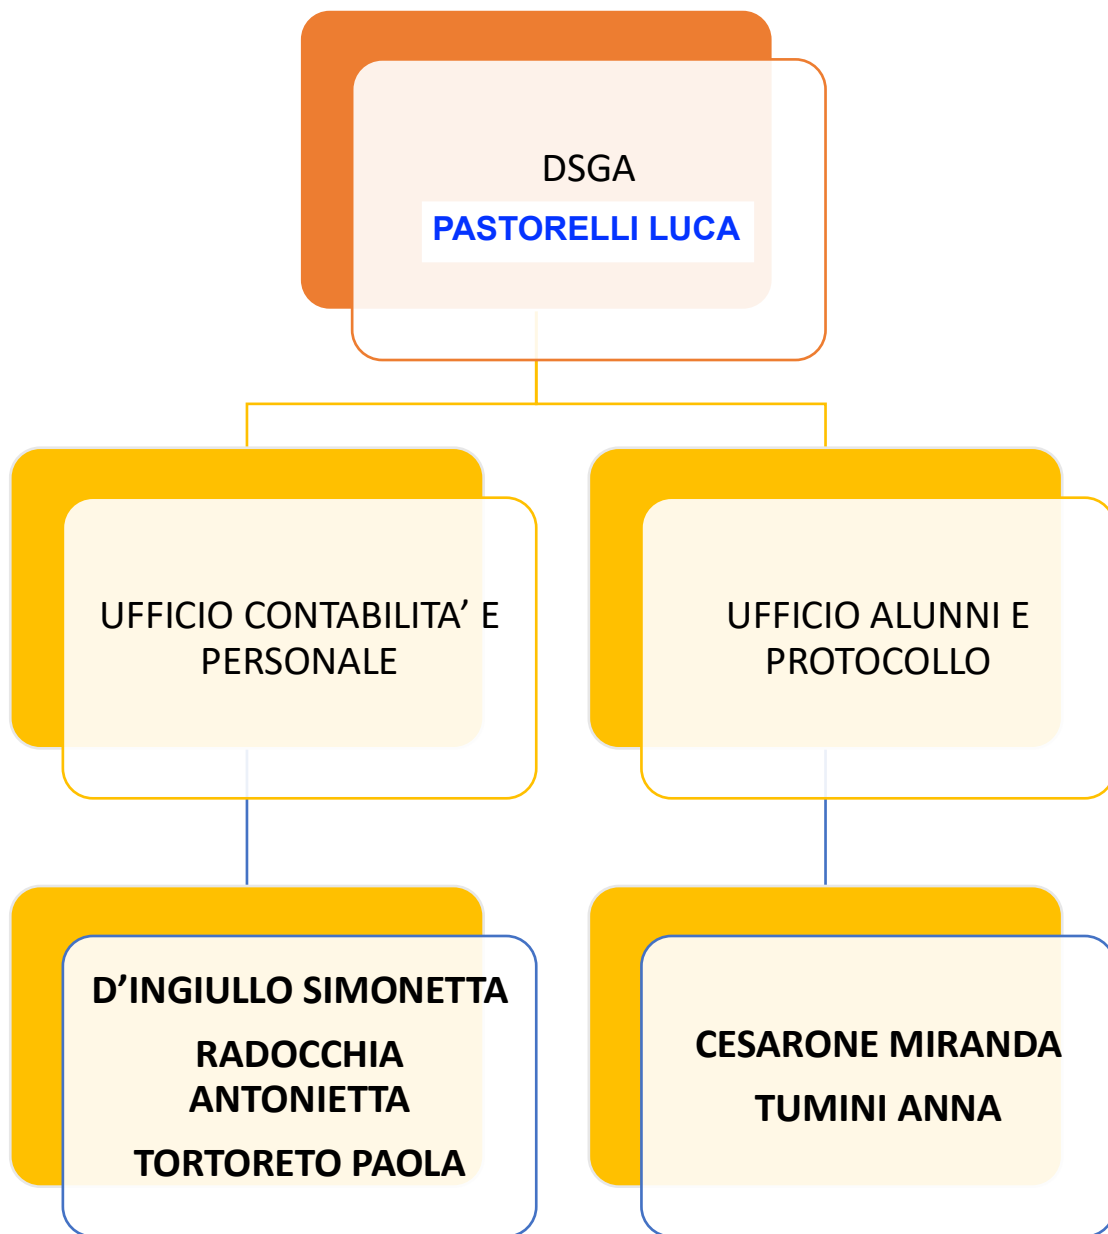 DSGA
PASTORELLI LUCA
UFFICIO CONTABILITA’ E
PERSONALE
UFFICIO ALUNNI E
PROTOCOLLO
D’INGIULLO SIMONETTA
RADOCCHIA
ANTONIETTA
TORTORETO PAOLA
CESARONE MIRANDA
TUMINI ANNA